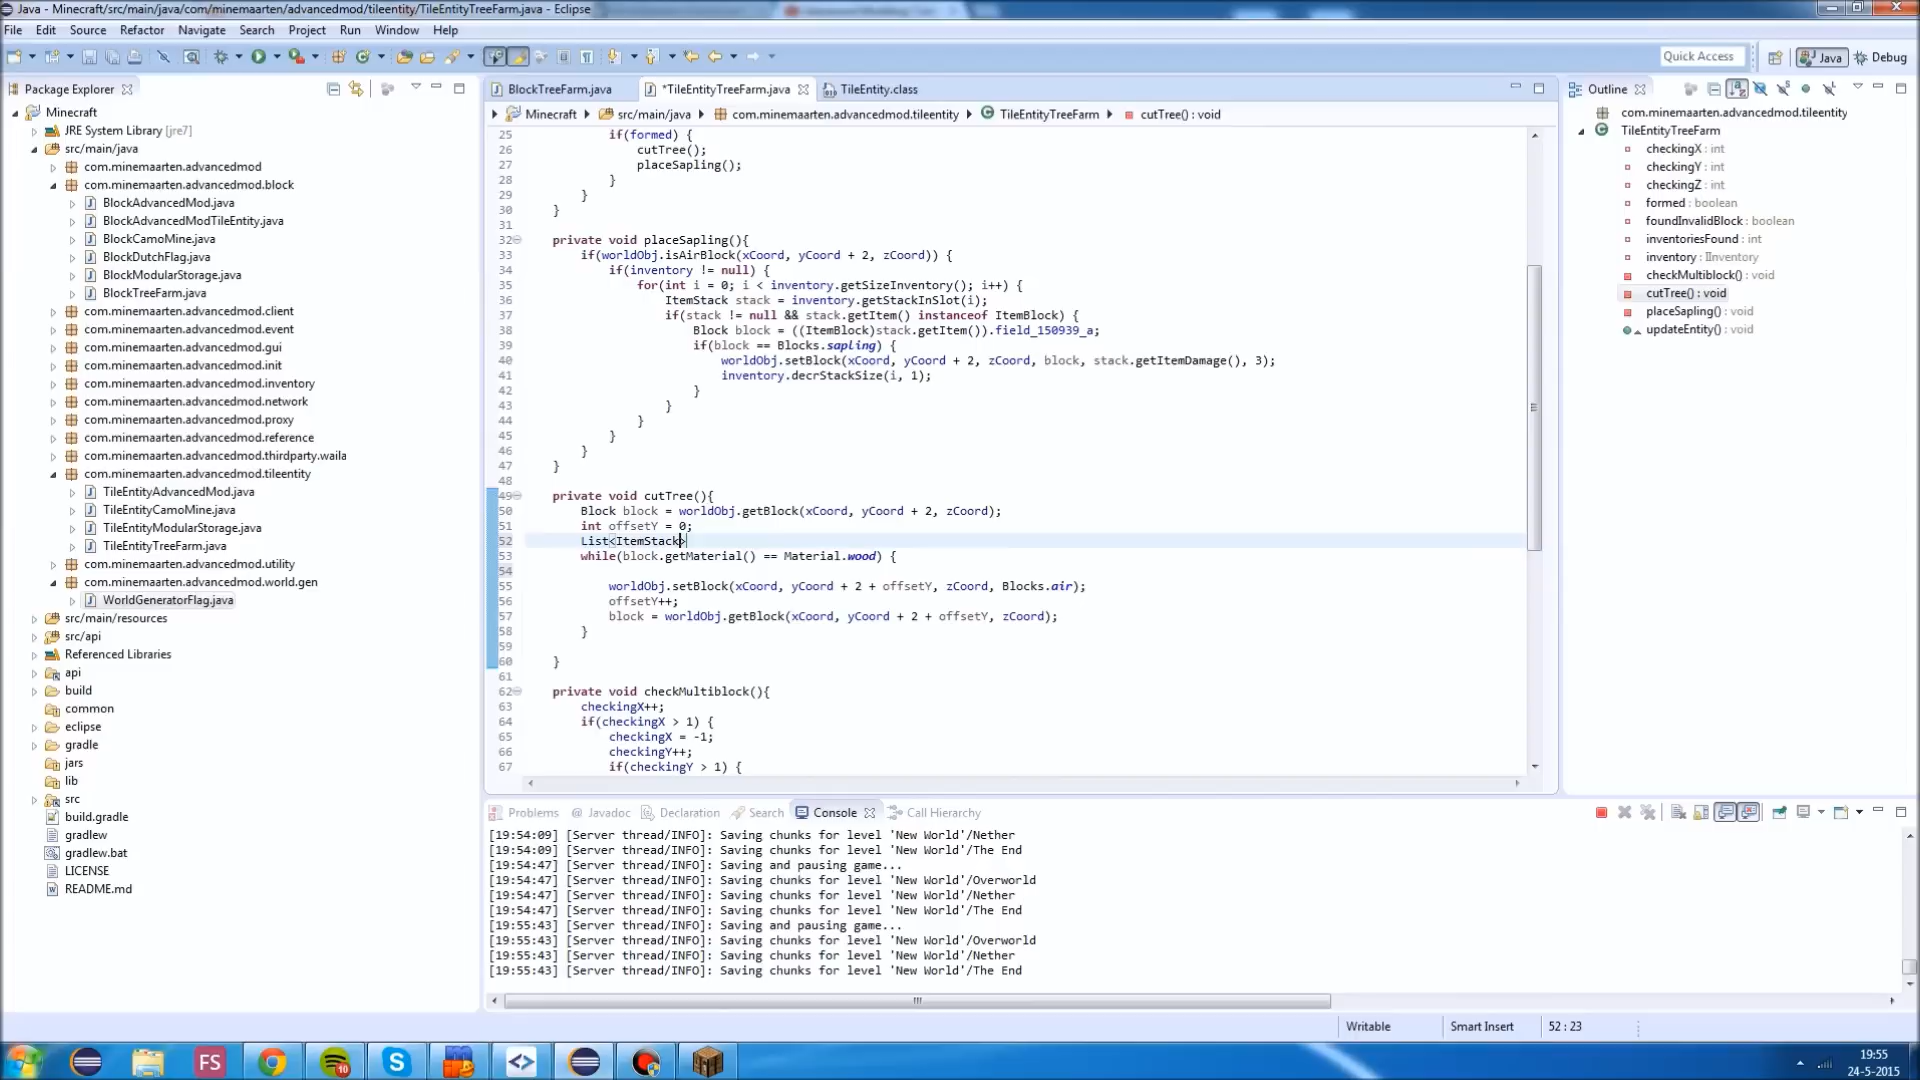 Java - Minecraft/src/main/java/com/minemaarten/advancedmod/tileentity/TileEntityTreeFarm.java - Eclipse
File Edit Source Refactor Navigate Search Project Run Window Help
Quick Access
Java
Debug
Package Explorer
Minecraft
JRE System Library [jre7]
src/main/java
com.minemaarten.advancedmod
com.minemaarten.advancedmod.block
BlockAdvancedMod.java
BlockAdvancedModTileEntity.java
BlockCamoMine.java
BlockDutchFlag.java
BlockModularStorage.java
BlockTreeFarm.java
com.minemaarten.advancedmod.client
com.minemaarten.advancedmod.event
com.minemaarten.advancedmod.gui
com.minemaarten.advancedmod.init
com.minemaarten.advancedmod.inventory
com.minemaarten.advancedmod.network
com.minemaarten.advancedmod.proxy
com.minemaarten.advancedmod.reference
com.minemaarten.advancedmod.thirdparty.waila
com.minemaarten.advancedmod.tileentity
TileEntityAdvancedMod.java
TileEntityCamoMine.java
TileEntityModularStorage.java
TileEntityTreeFarm.java
com.minemaarten.advancedmod.utility
com.minemaarten.advancedmod.world.gen
WorldGeneratorFlag.java
src/main/resources
src/api
Referenced Libraries
api
build
common
eclipse
gradle
jars
lib
src
build.gradle
gradlew
gradlew.bat
LICENSE
README.md
BlockTreeFarm.java
*TileEntityTreeFarm.java
TileEntity.class
Minecraft src/main/java com.minemaarten.advancedmod.tileentity TileEntityTreeFarm cutTree() : void
25 if(formed) {
26 cutTree();
27 placeSapling();
28 }
29 }
30 }
31
32 private void placeSapling(){
33 if(worldObj.isAirBlock(xCoord, yCoord + 2, zCoord)) {
34 if(inventory != null) {
35 for(int i = 0; i < inventory.getSizeInventory(); i++) {
36 ItemStack stack = inventory.getStackInSlot(i);
37 if(stack != null && stack.getItem() instanceof ItemBlock) {
38 Block block = ((ItemBlock)stack.getItem()).field_150939_a;
39 if(block == Blocks.sapling) {
40 worldObj.setBlock(xCoord, yCoord + 2, zCoord, block, stack.getItemDamage(), 3);
41 inventory.decrStackSize(i, 1);
42 }
43 }
44 }
45 }
46 }
47 }
48
49 private void cutTree(){
50 Block block = worldObj.getBlock(xCoord, yCoord + 2, zCoord);
51 int offsetY = 0;
52 List<ItemStack>
53 while(block.getMaterial() == Material.wood) {
54
55 worldObj.setBlock(xCoord, yCoord + 2 + offsetY, zCoord, Blocks.air);
56 offsetY++;
57 block = worldObj.getBlock(xCoord, yCoord + 2 + offsetY, zCoord);
58 }
59
60 }
61
62 private void checkMultiblock(){
63 checkingX++;
64 if(checkingX > 1) {
65 checkingX = -1;
66 checkingY++;
67 if(checkingY > 1) {
Outline
com.minemaarten.advancedmod.tileentity
TileEntityTreeFarm
checkingX : int
checkingY : int
checkingZ : int
formed : boolean
foundInvalidBlock : boolean
inventoriesFound : int
inventory : IInventory
checkMultiblock() : void
cutTree() : void
placeSapling() : void
updateEntity() : void
Problems @ Javadoc Declaration Search Console Call Hierarchy
[19:54:09] [Server thread/INFO]: Saving chunks for level 'New World'/Nether
[19:54:09] [Server thread/INFO]: Saving chunks for level 'New World'/The End
[19:54:47] [Server thread/INFO]: Saving and pausing game...
[19:54:47] [Server thread/INFO]: Saving chunks for level 'New World'/Overworld
[19:54:47] [Server thread/INFO]: Saving chunks for level 'New World'/Nether
[19:54:47] [Server thread/INFO]: Saving chunks for level 'New World'/The End
[19:55:43] [Server thread/INFO]: Saving and pausing game...
[19:55:43] [Server thread/INFO]: Saving chunks for level 'New World'/Overworld
[19:55:43] [Server thread/INFO]: Saving chunks for level 'New World'/Nether
[19:55:43] [Server thread/INFO]: Saving chunks for level 'New World'/The End
Writable Smart Insert 52 : 23
FS
10
S
19:55
24-5-2015